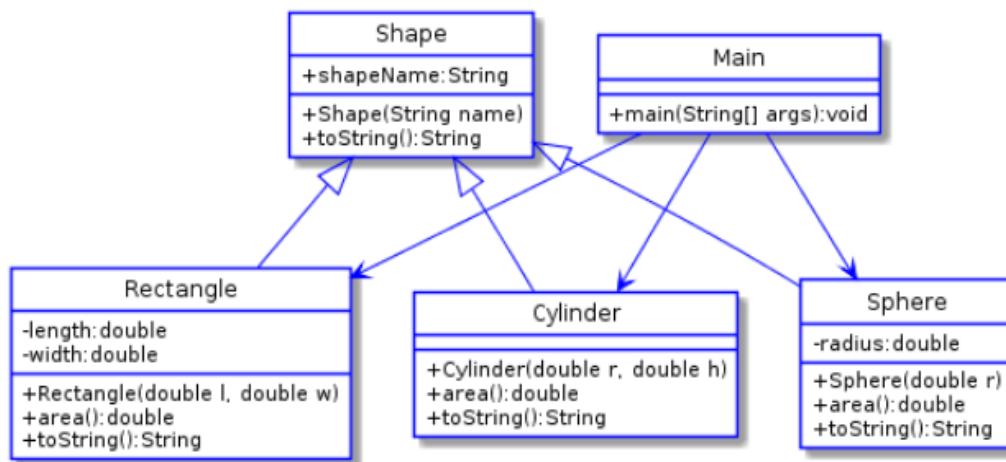 Shape
+shapeName:String
+Shape(String name)
+toString():String
Main
+main(String[] args):void
Rectangle
-length:double
-width:double
+Rectangle(double l, double w)
+area():double
+toString():String
Cylinder
+Cylinder(double r, double h)
+area():double
+toString():String
Sphere
-radius:double
+Sphere(double r)
+area():double
+toString():String